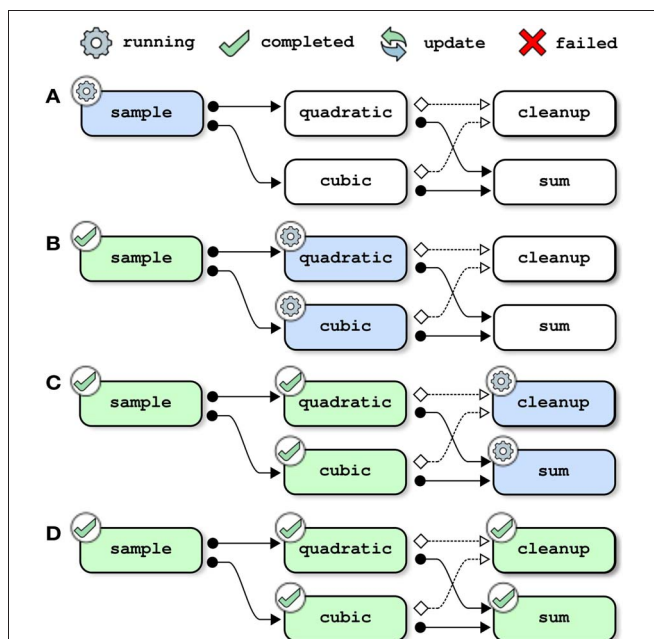 running completed update failed
A
sample quadratic cleanup
cubic sum
B
sample quadratic cleanup
cubic sum
C
sample quadratic cleanup
cubic sum
D
sample quadratic cleanup
cubic sum